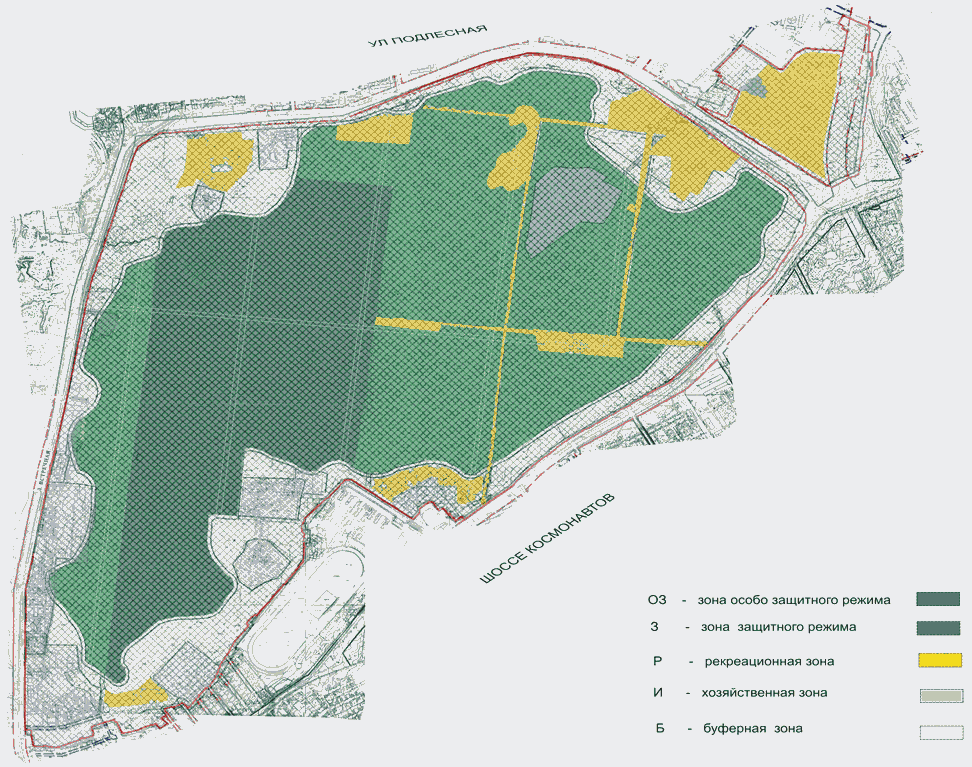 УЛ ПОДЛЕСНАЯ
ШОССЕ КОСМОНАВТОВ
ОЗ - зона особо защитного режима
З - зона защитного режима
Р - рекреационная зона
И - хозяйственная зона
Б - буферная зона